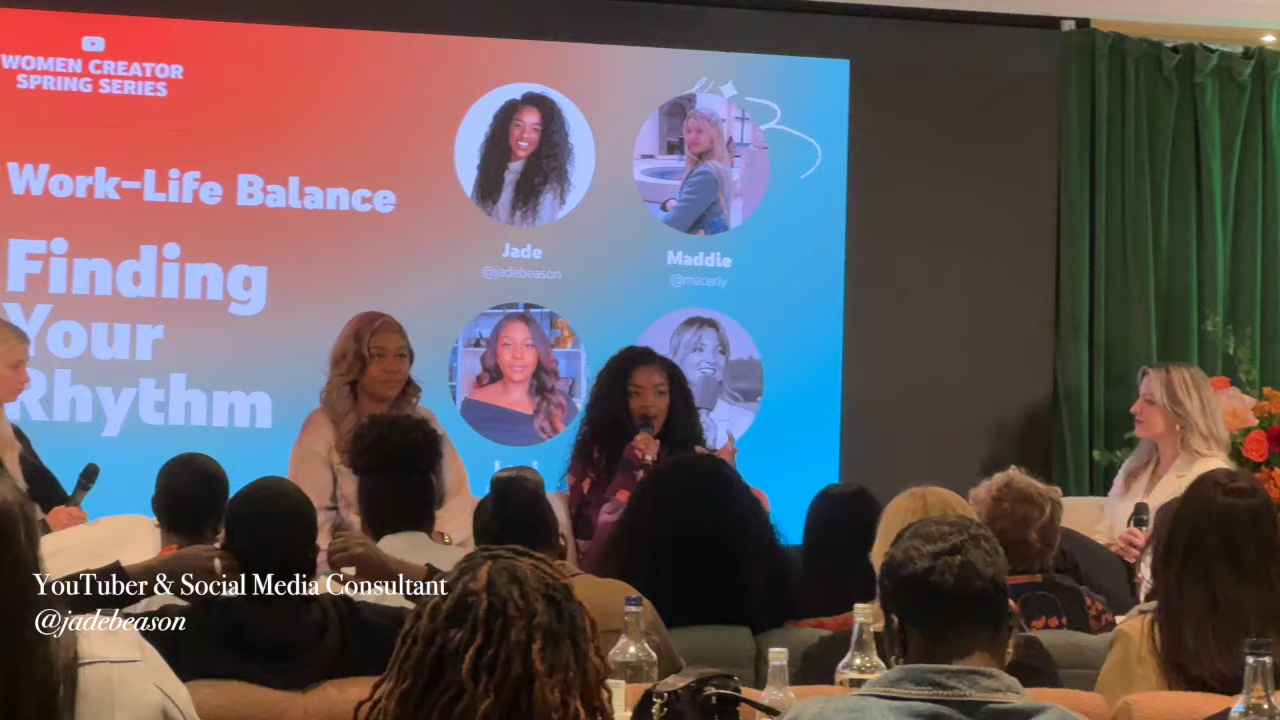 WOMEN CREATOR
SPRING SERIES
Work-Life Balance
Finding
Your
Rhythm
Jade
@jadebeason
Maddie
@macerly
YouTuber & Social Media Consultant
@jadebeason